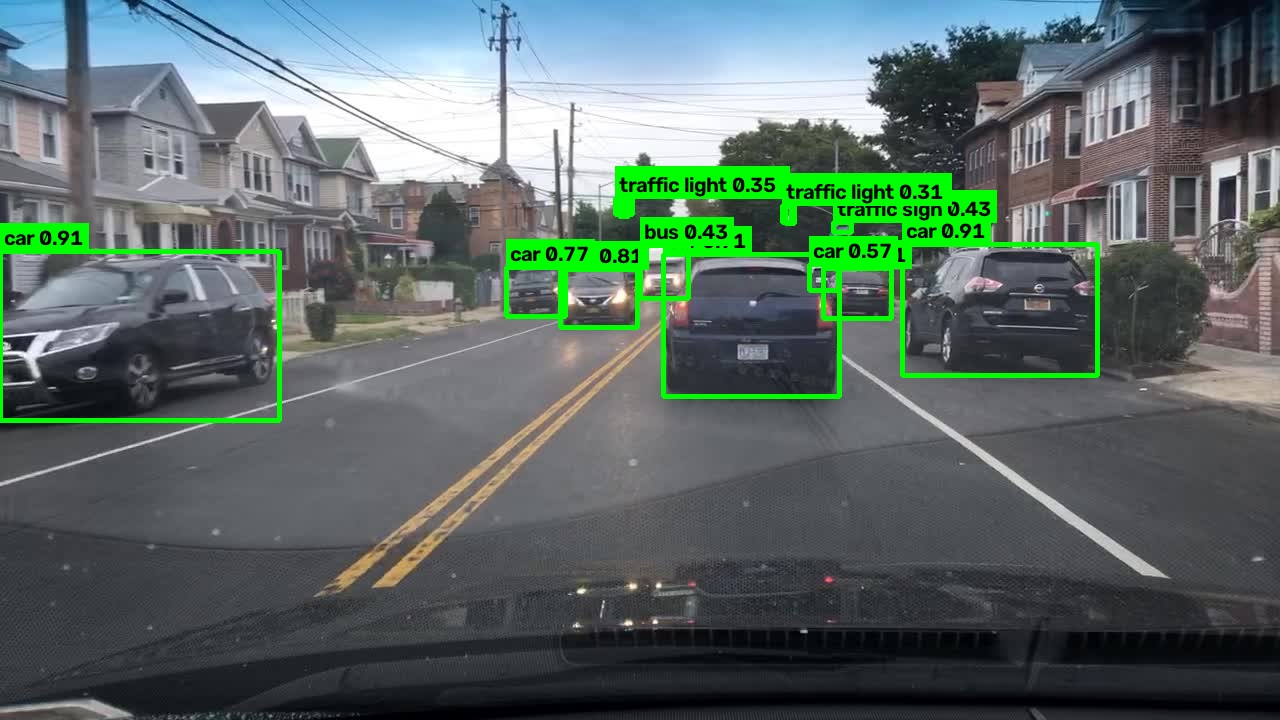 traffic light 0.35
traffic light 0.31
traffic sign 0.43
car 0.91
bus 0.43
car 0.91
car 0.77
0.81
car 0.57